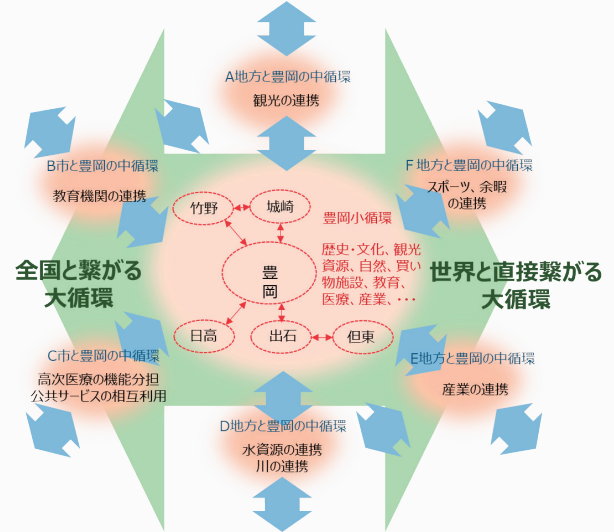 A地方と豊岡の中循環
観光の連携
B市と豊岡の中循環
教育機関の連携
F地方と豊岡の中循環
スポーツ、余暇
の連携
竹野
城崎
豊岡小循環
歴史・文化、観光
資源、自然、買い
物施設、教育、
医療、産業、・・・
豊
岡
全国と繋がる
大循環
世界と直接繋がる
大循環
日高
出石
但東
C市と豊岡の中循環
高次医療の機能分担
公共サービスの相互利用
E地方と豊岡の中循環
産業の連携
D地方と豊岡の中循環
水資源の連携
川の連携